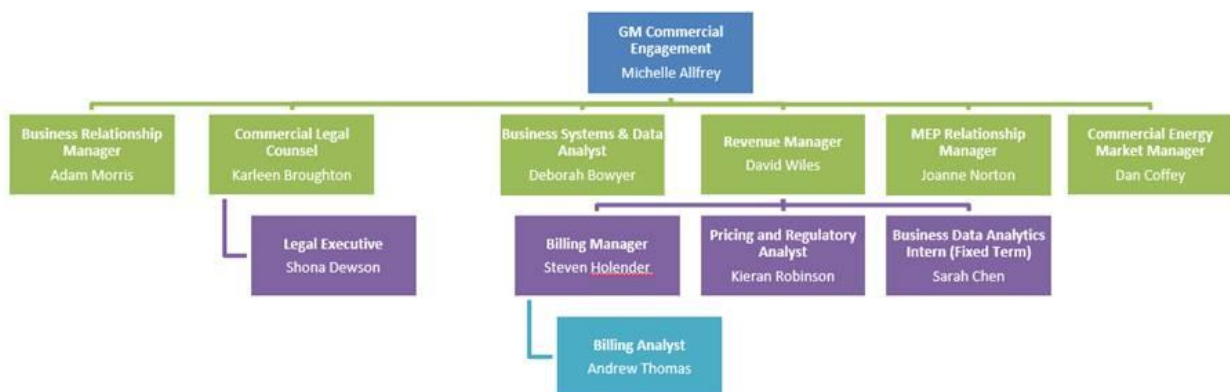 GM Commercial
Engagement
Michelle Allfrey
Business Relationship
Manager
Adam Morris
Commercial Legal
Counsel
Karleen Broughton
Business Systems & Data
Analyst
Deborah Bowyer
Revenue Manager
David Wiles
MEP Relationship
Manager
Joanne Norton
Commercial Energy
Market Manager
Dan Coffey
Legal Executive
Shona Dewson
Billing Manager
Steven Holender
Pricing and Regulatory
Analyst
Kieran Robinson
Business Data Analytics
Intern (Fixed Term)
Sarah Chen
Billing Analyst
Andrew Thomas